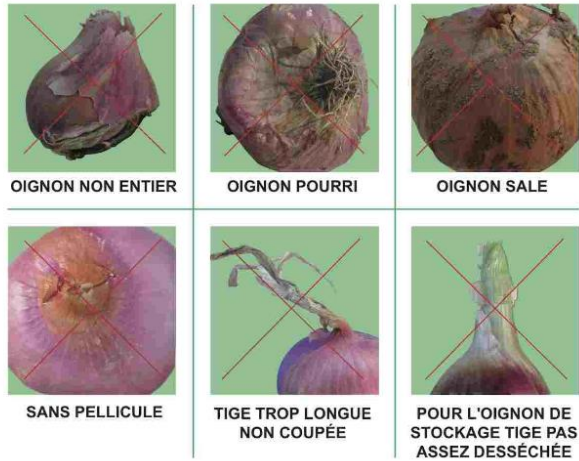 OIGNON NON ENTIER
OIGNON POURRI
OIGNON SALE
SANS PELLICULE
TIGE TROP LONGUE
NON COUPÉE
POUR L'OIGNON DE
STOCKAGE TIGE PAS
ASSEZ DESSÉCHÉE